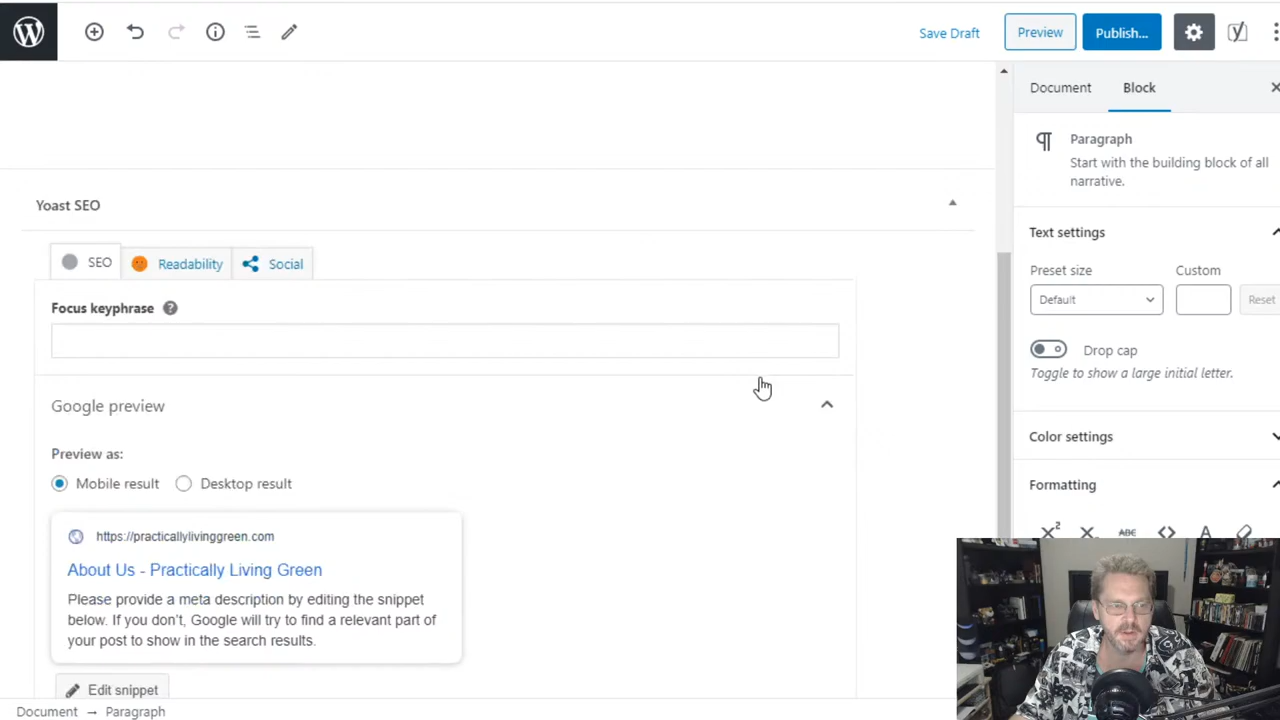 Save Draft
Preview
Publish...
Document
Block
Paragraph
Start with the building block of all
narrative.
Yoast SEO
SEO
Readability
Social
Text settings
Preset size
Custom
Default
Reset
Focus keyphrase
Drop cap
Toggle to show a large initial letter.
Google preview
Color settings
Preview as:
Mobile result
Desktop result
Formatting
https://practicallylivinggreen.com
About Us - Practically Living Green
Please provide a meta description by editing the snippet
below. If you don't, Google will try to find a relevant part of
your post to show in the search results.
Edit snippet
Document → Paragraph